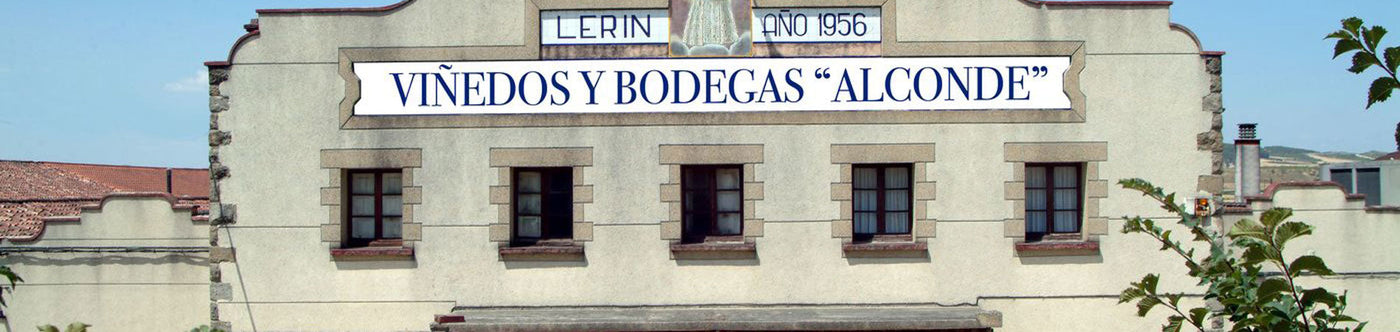 LERIN AÑO 1956
VIÑEDOS Y BODEGAS “ALCONDE”